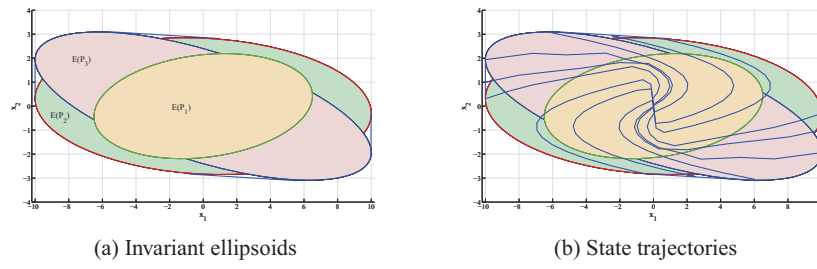 4
3
2
1
0
−1
−2
−3
−4
x2
E(P3)
E(P2)
E(P1)
−10 −8 −6 −4 −2 0 2 4 6 8 10
x1
(a) Invariant ellipsoids
4
3
2
1
0
−1
−2
−3
−4
x2
−10 −8 −6 −4 −2 0 2 4 6 8
x1
(b) State trajectories